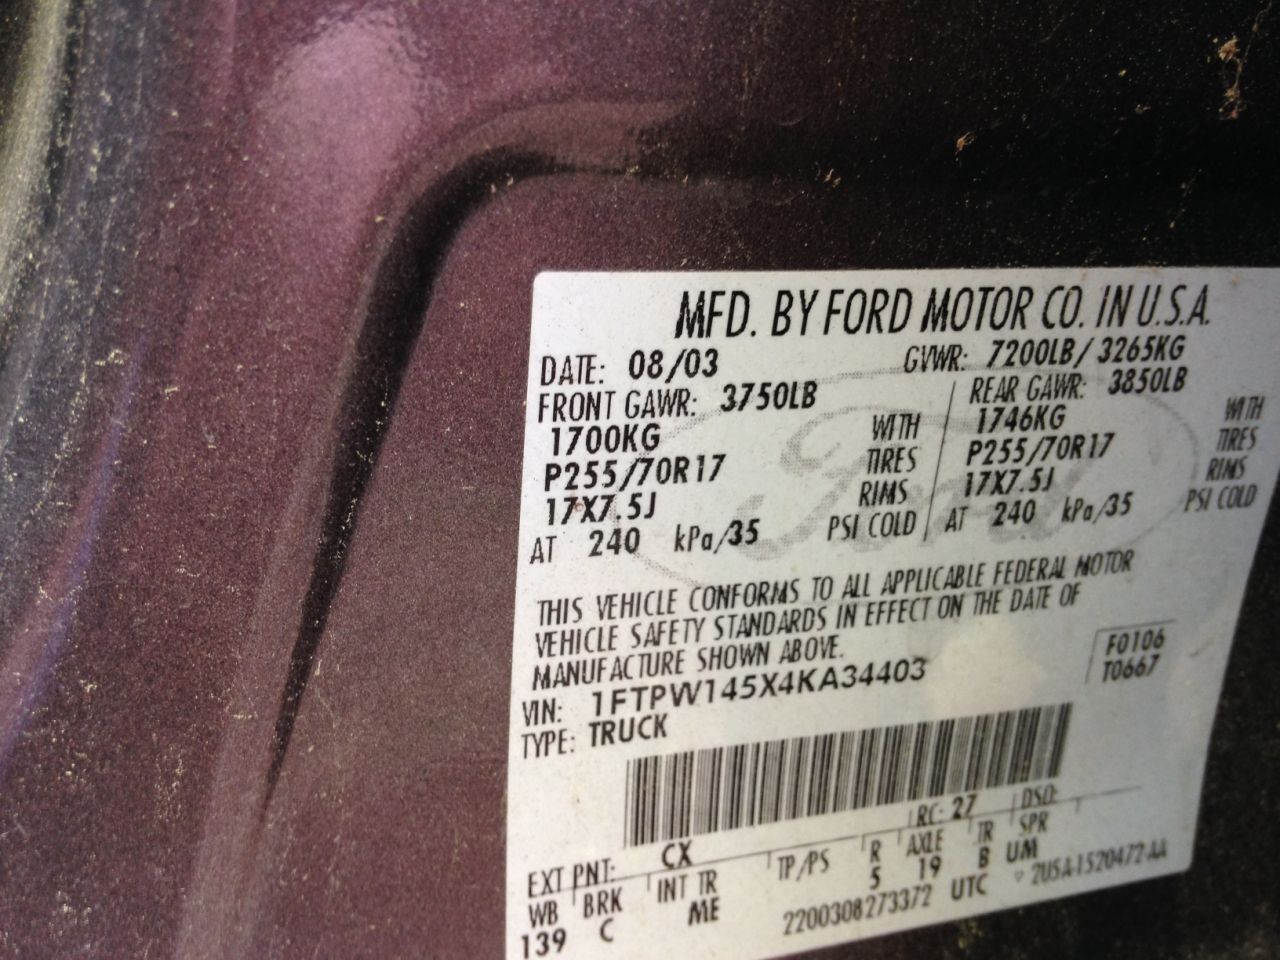 MFD. BY FORD MOTOR CO. IN U.S.A.
DATE: 08/03 GVWR: 7200LB/ 3265KG
FRONT GAWR: 3750LB REAR GAWR: 3850LB
1700KG WITH 1746KG WITH
P255/70R17 TIRES P255/70R17 TIRES
17X7.5J RIMS 17X7.5J RIMS
AT 240 kPa/35 PSI COLD AT 240 kPa/35 PSI COLD
Ford
THIS VEHICLE CONFORMS TO ALL APPLICABLE FEDERAL MOTOR
VEHICLE SAFETY STANDARDS IN EFFECT ON THE DATE OF
MANUFACTURE SHOWN ABOVE.
F0106
T0667
VIN: 1FTPW145X4KA34403
TYPE: TRUCK
EXT PNT: CX RC: 27 DSO:
WB BRK INT TR TP/PS R AXLE TR SPR
139 C ME 5 19 B UM
2200308273372 UTC 2U5A-1520472-AA